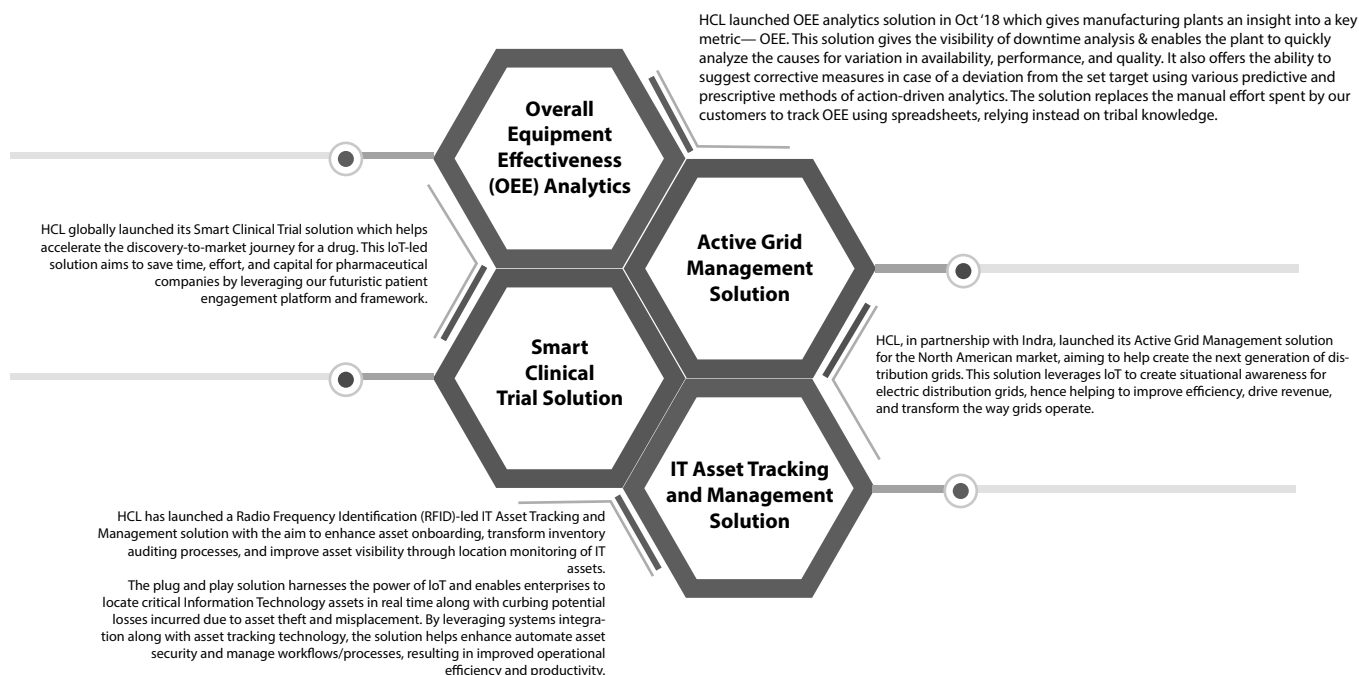 HCL launched OEE analytics solution in Oct ‘18 which gives manufacturing plants an insight into a key
metric— OEE. This solution gives the visibility of downtime analysis & enables the plant to quickly
analyze the causes for variation in availability, performance, and quality. It also offers the ability to
suggest corrective measures in case of a deviation from the set target using various predictive and
prescriptive methods of action-driven analytics. The solution replaces the manual effort spent by our
customers to track OEE using spreadsheets, relying instead on tribal knowledge.
Overall
Equipment
Effectiveness
(OEE) Analytics
HCL globally launched its Smart Clinical Trial solution which helps
accelerate the discovery-to-market journey for a drug. This IoT-led
solution aims to save time, effort, and capital for pharmaceutical
companies by leveraging our futuristic patient
engagement platform and framework.
Active Grid
Management
Solution
Smart
Clinical
Trial Solution
HCL, in partnership with Indra, launched its Active Grid Management solution
for the North American market, aiming to help create the next generation of dis-
tribution grids. This solution leverages IoT to create situational awareness for
electric distribution grids, hence helping to improve efficiency, drive revenue,
and transform the way grids operate.
IT Asset Tracking
and Management
Solution
HCL has launched a Radio Frequency Identification (RFID)-led IT Asset Tracking and
Management solution with the aim to enhance asset onboarding, transform inventory
auditing processes, and improve asset visibility through location monitoring of IT
assets.
The plug and play solution harnesses the power of IoT and enables enterprises to
locate critical Information Technology assets in real time along with curbing potential
losses incurred due to asset theft and misplacement. By leveraging systems integra-
tion along with asset tracking technology, the solution helps enhance automate asset
security and manage workflows/processes, resulting in improved operational
efficiency and productivity.